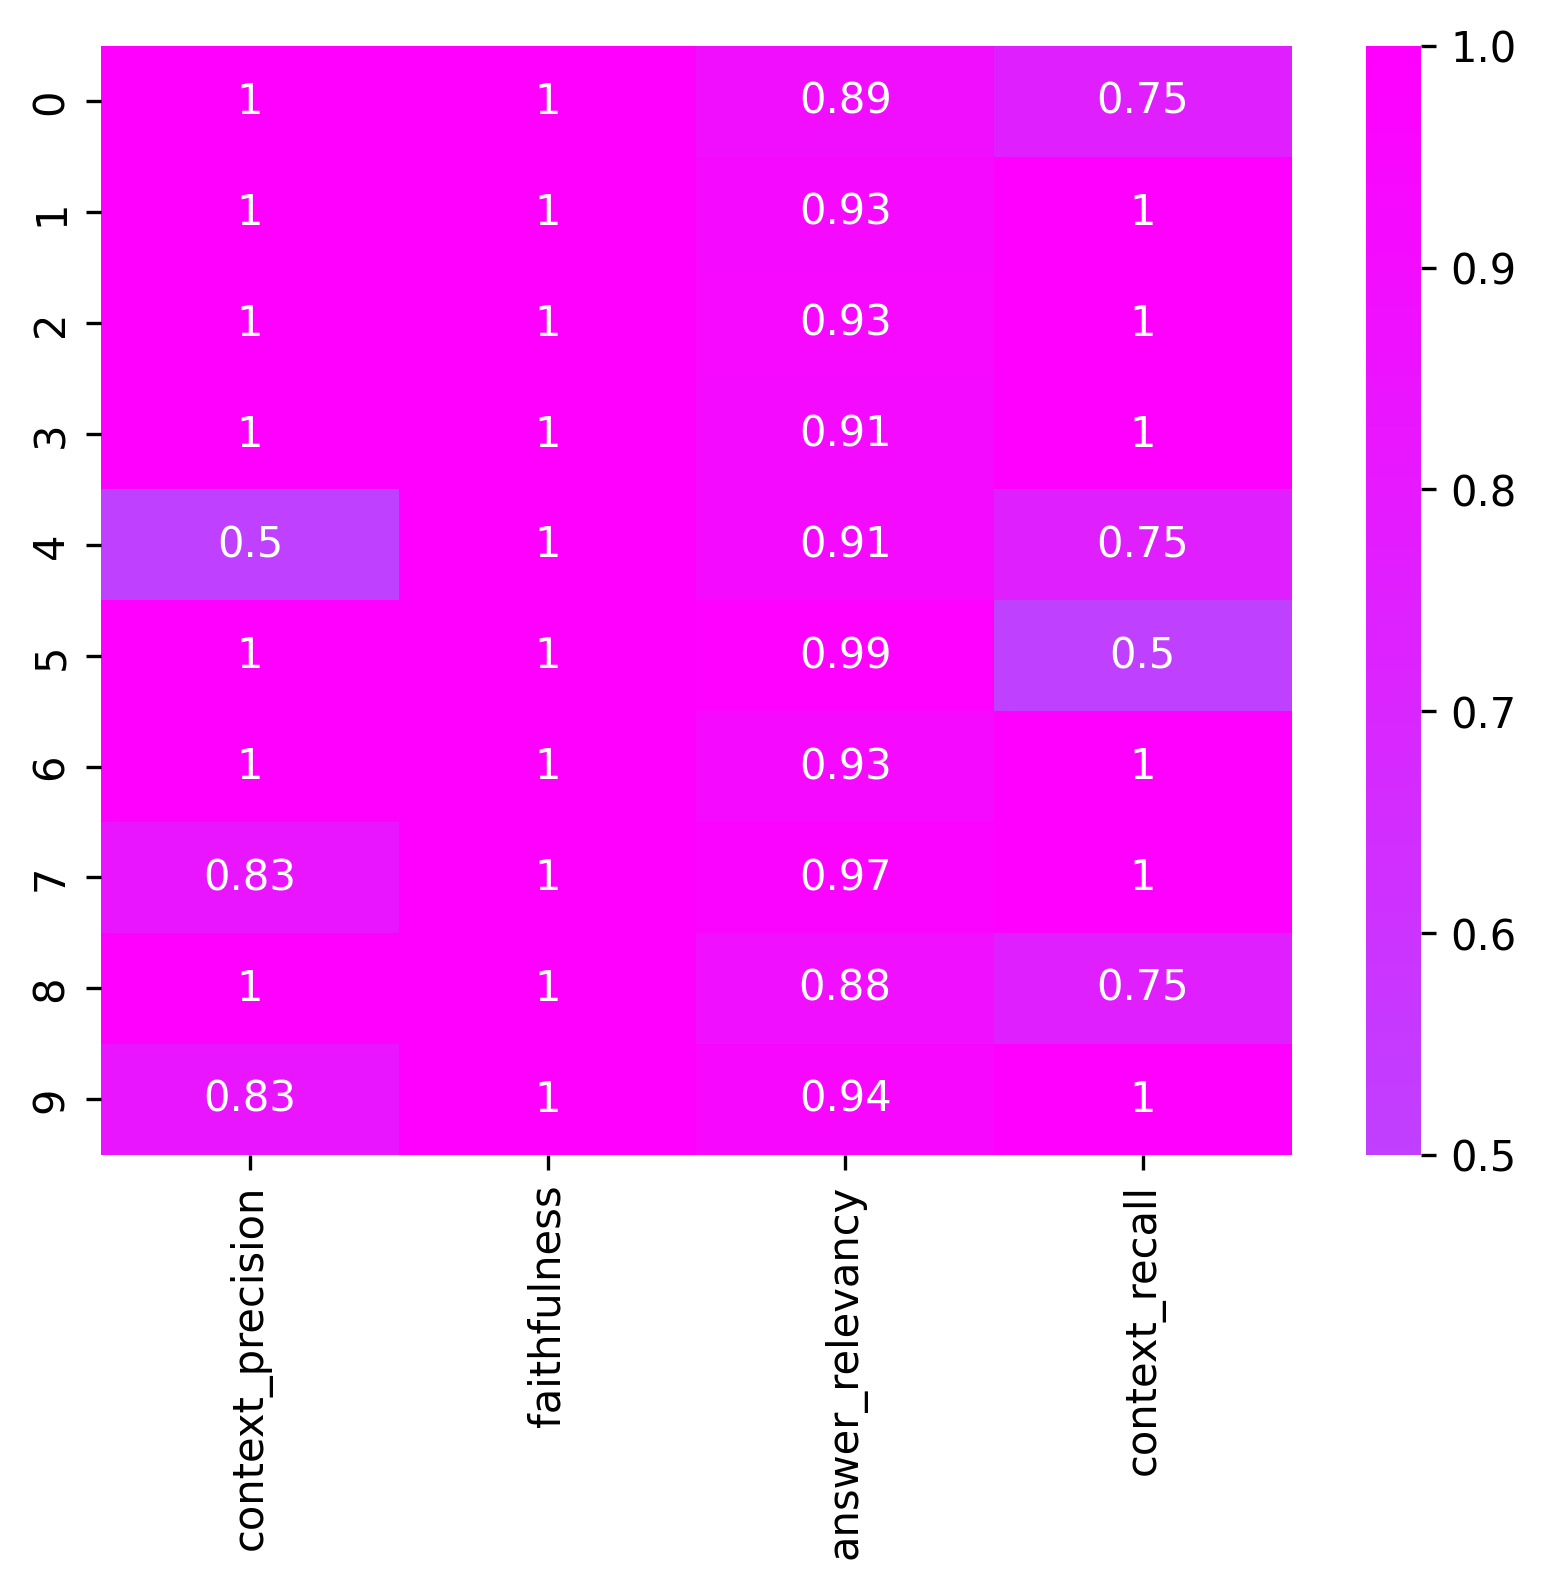 0 1 1 0.89 0.75
1 1 1 0.93 1
2 1 1 0.93 1
3 1 1 0.91 1
4 0.5 1 0.91 0.75
5 1 1 0.99 0.5
6 1 1 0.93 1
7 0.83 1 0.97 1
8 1 1 0.88 0.75
9 0.83 1 0.94 1
context_precision
faithfulness
answer_relevancy
context_recall
1.0
0.9
0.8
0.7
0.6
0.5